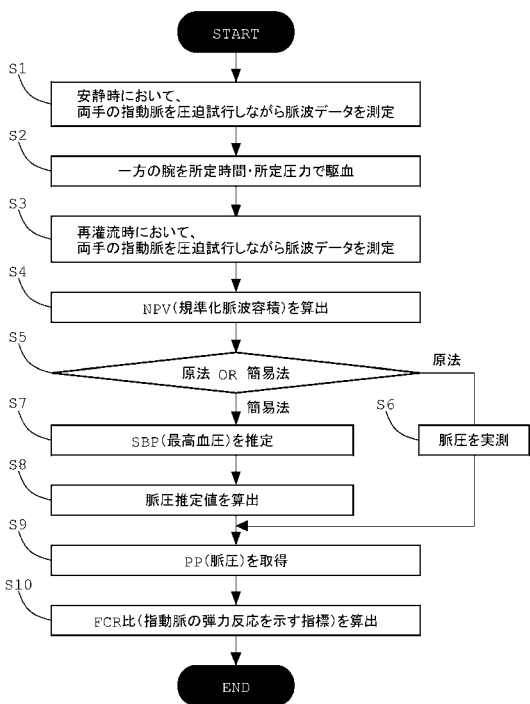 START
S1
安静時において、
両手の指動脈を圧迫試行しながら脈波データを測定
S2
一方の腕を所定時間・所定圧力で駆血
S3
再灌流時において、
両手の指動脈を圧迫試行しながら脈波データを測定
S4
NPV(規準化脈波容積)を算出
S5
原法 OR 簡易法
原法
簡易法
S6
脈圧を実測
S7
SBP(最高血圧)を推定
S8
脈圧推定値を算出
S9
PP(脈圧)を取得
S10
FCR比(指動脈の弾力反応を示す指標)を算出
END